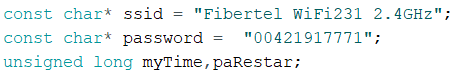 const char* ssid = "Fibertel WiFi231 2.4GHz";
const char* password =  "00421917771";
unsigned long myTime,paRestar;